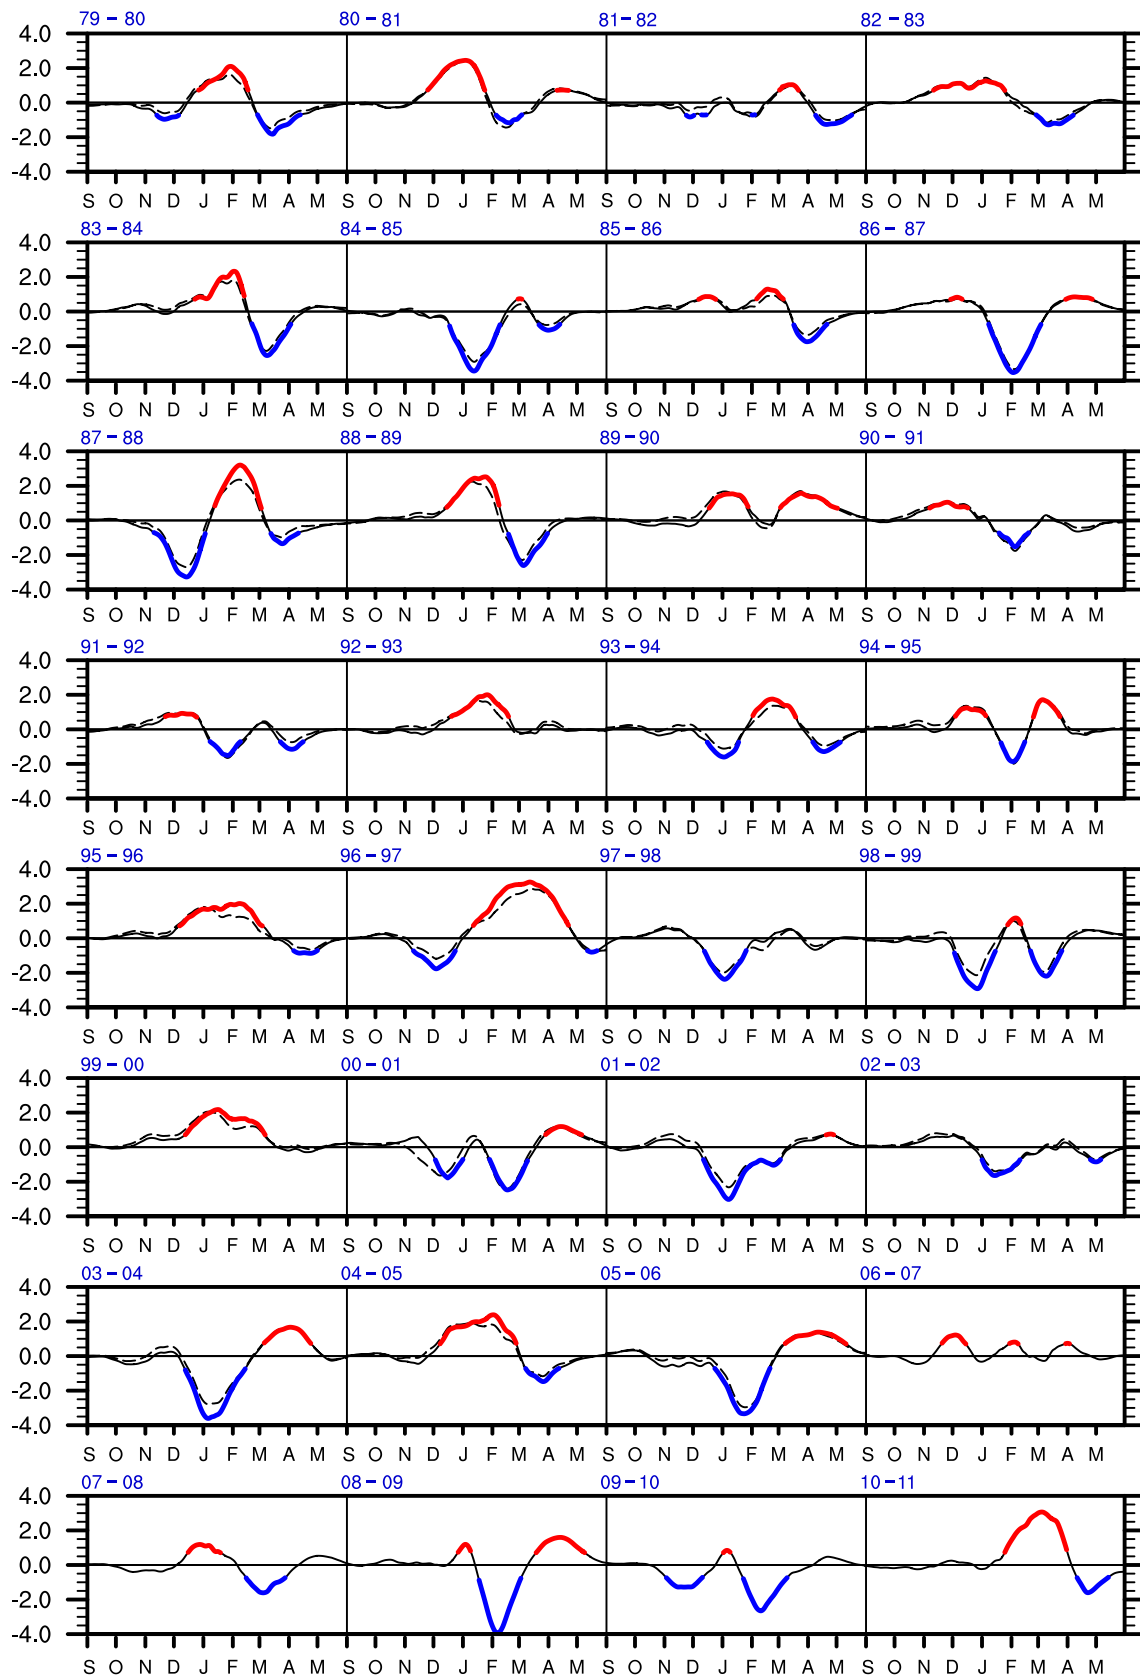 79 – 80 80 – 81 81 – 82 82 – 83
4.0
2.0
0.0
-2.0
-4.0
S O N D J F M A M S O N D J F M A M S O N D J F M A M S O N D J F M A M
83 – 84 84 – 85 85 – 86 86 – 87
4.0
2.0
0.0
-2.0
-4.0
S O N D J F M A M S O N D J F M A M S O N D J F M A M S O N D J F M A M
87 – 88 88 – 89 89 – 90 90 – 91
4.0
2.0
0.0
-2.0
-4.0
S O N D J F M A M S O N D J F M A M S O N D J F M A M S O N D J F M A M
91 – 92 92 – 93 93 – 94 94 – 95
4.0
2.0
0.0
-2.0
-4.0
S O N D J F M A M S O N D J F M A M S O N D J F M A M S O N D J F M A M
95 – 96 96 – 97 97 – 98 98 – 99
4.0
2.0
0.0
-2.0
-4.0
S O N D J F M A M S O N D J F M A M S O N D J F M A M S O N D J F M A M
99 – 00 00 – 01 01 – 02 02 – 03
4.0
2.0
0.0
-2.0
-4.0
S O N D J F M A M S O N D J F M A M S O N D J F M A M S O N D J F M A M
03 – 04 04 – 05 05 – 06 06 – 07
4.0
2.0
0.0
-2.0
-4.0
S O N D J F M A M S O N D J F M A M S O N D J F M A M S O N D J F M A M
07 – 08 08 – 09 09 – 10 10 – 11
4.0
2.0
0.0
-2.0
-4.0
S O N D J F M A M S O N D J F M A M S O N D J F M A M S O N D J F M A M